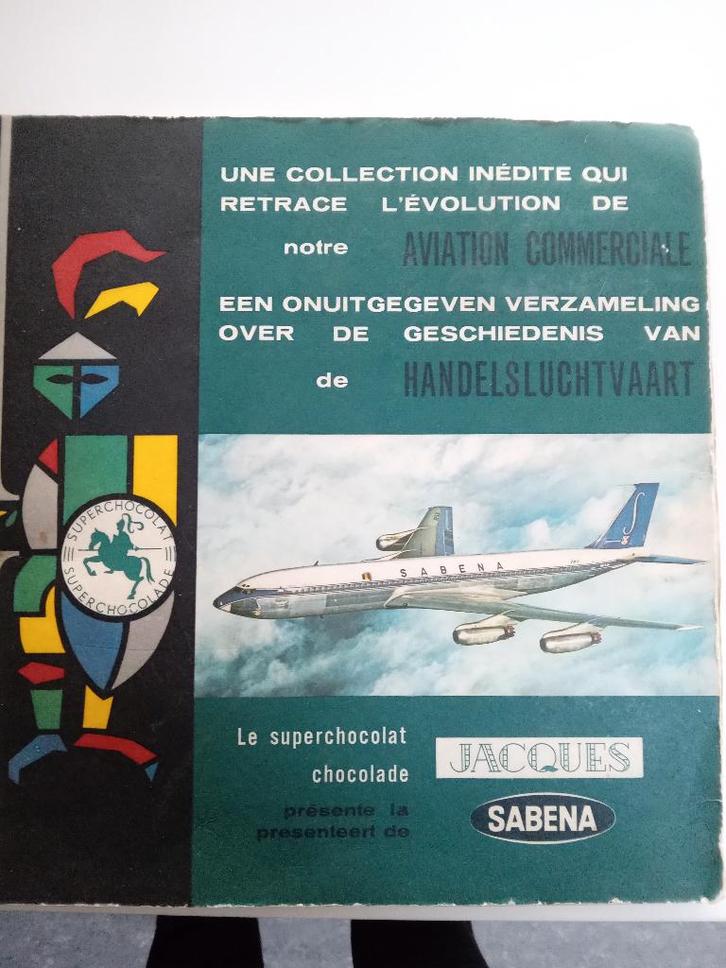 UNE COLLECTION INÉDITE QUI
RETRACE L'ÉVOLUTION DE
notre AVIATION COMMERCIALE
EEN ONUITGEGEVEN VERZAMELING
OVER DE GESCHIEDENIS VAN
de HANDELSLUCHTVAART
SUPERCHOCOLAT
SUPERCHOCOLADE
SABENA
S
Le superchocolat
chocolade
JACQUES
présente la
presenteert de
SABENA